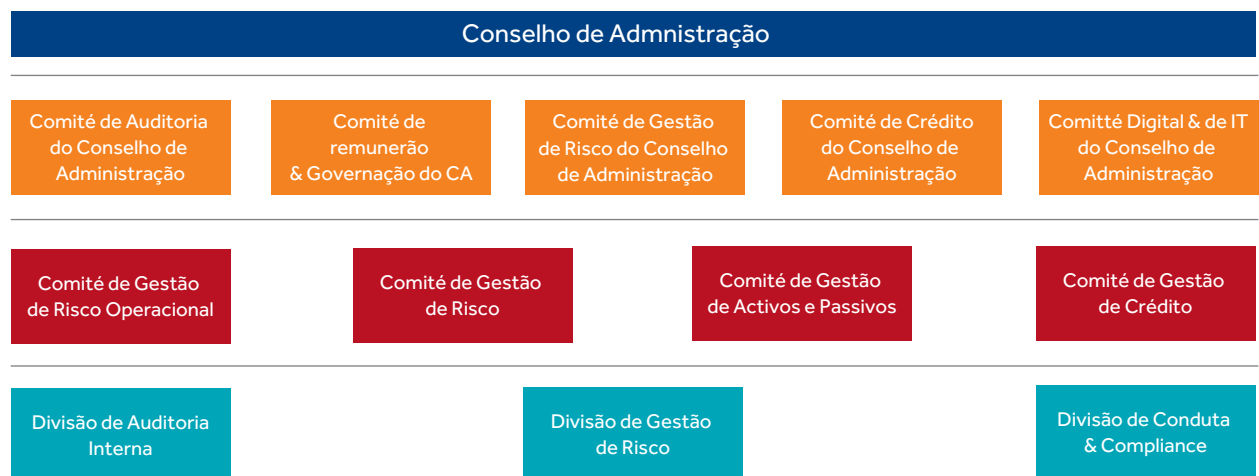 Conselho de Admnistração
Comité de Auditoria
do Conselho de
Administração
Comité de
remunerão
& Governação do CA
Comité de Gestão
de Risco do Conselho
de Administração
Comité de Crédito
do Conselho de
Administração
Comitté Digital & de IT
do Conselho de
Administração
Comité de Gestão
de Risco Operacional
Comité de Gestão
de Risco
Comité de Gestão
de Activos e Passivos
Comité de Gestão
de Crédito
Divisão de Auditoria
Interna
Divisão de Gestão
de Risco
Divisão de Conduta
& Compliance